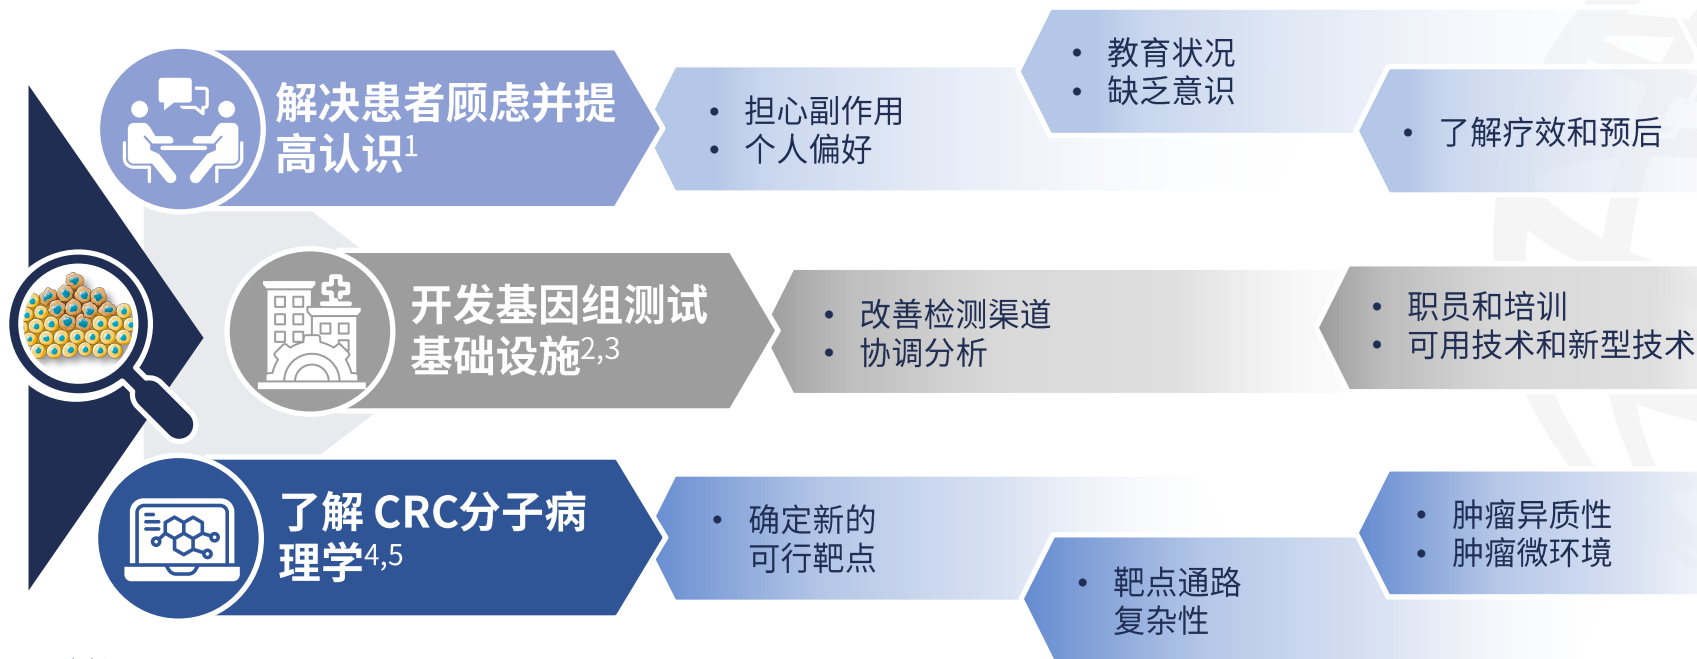 解决患者顾虑并提
高认识1
• 担心副作用
• 个人偏好
• 教育状况
• 缺乏意识
• 了解疗效和预后
开发基因组测试
基础设施2,3
• 改善检测渠道
• 协调分析
• 职员和培训
• 可用技术和新型技术
了解 CRC分子病
理学4,5
• 确定新的
可行靶点
• 靶点通路
复杂性
• 肿瘤异质性
• 肿瘤微环境